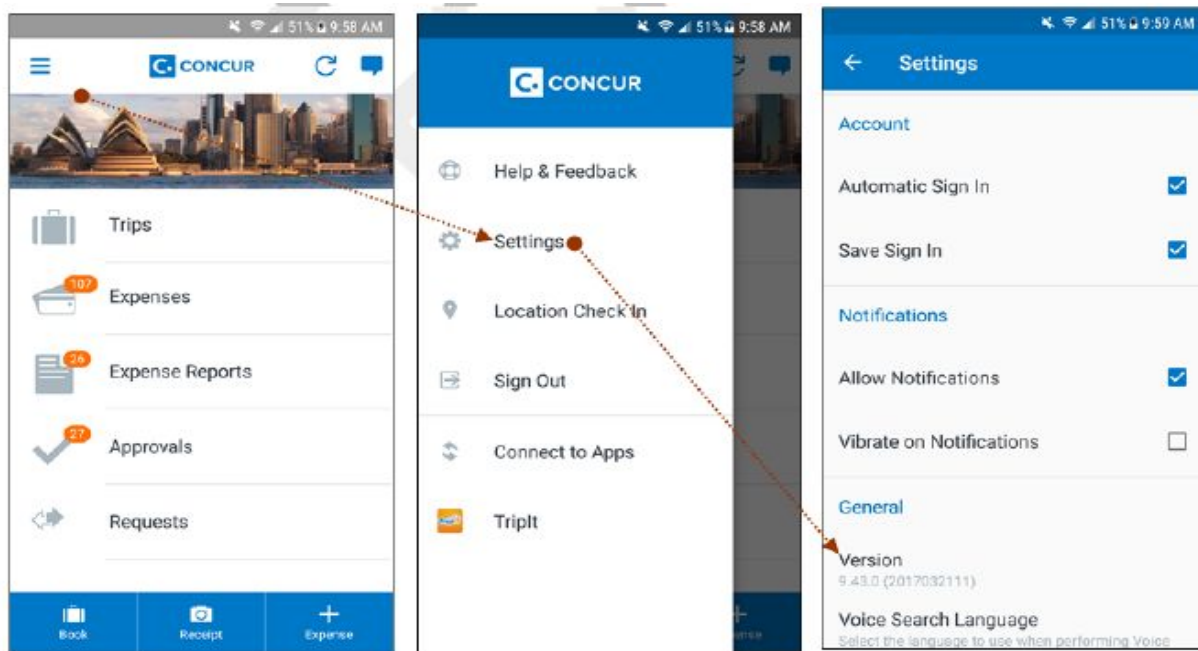 51% 9:58 AM
CONCUR
Trips
107
Expenses
26
Expense Reports
27
Approvals
Requests
Book
Receipt
Expense
51% 9:58 AM
CONCUR
Help & Feedback
Settings
Location Check In
Sign Out
Connect to Apps
TripIt
51% 9:59 AM
Settings
Account
Automatic Sign In
Save Sign In
Notifications
Allow Notifications
Vibrate on Notifications
General
Version
9.43.0 (2017032111)
Voice Search Language
Select the language to use when performing Voice